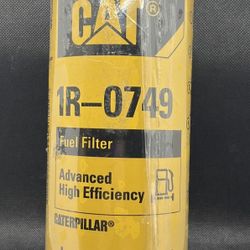 CAT®
1R-0749
Fuel Filter
Advanced
High Efficiency
CATERPILLAR®